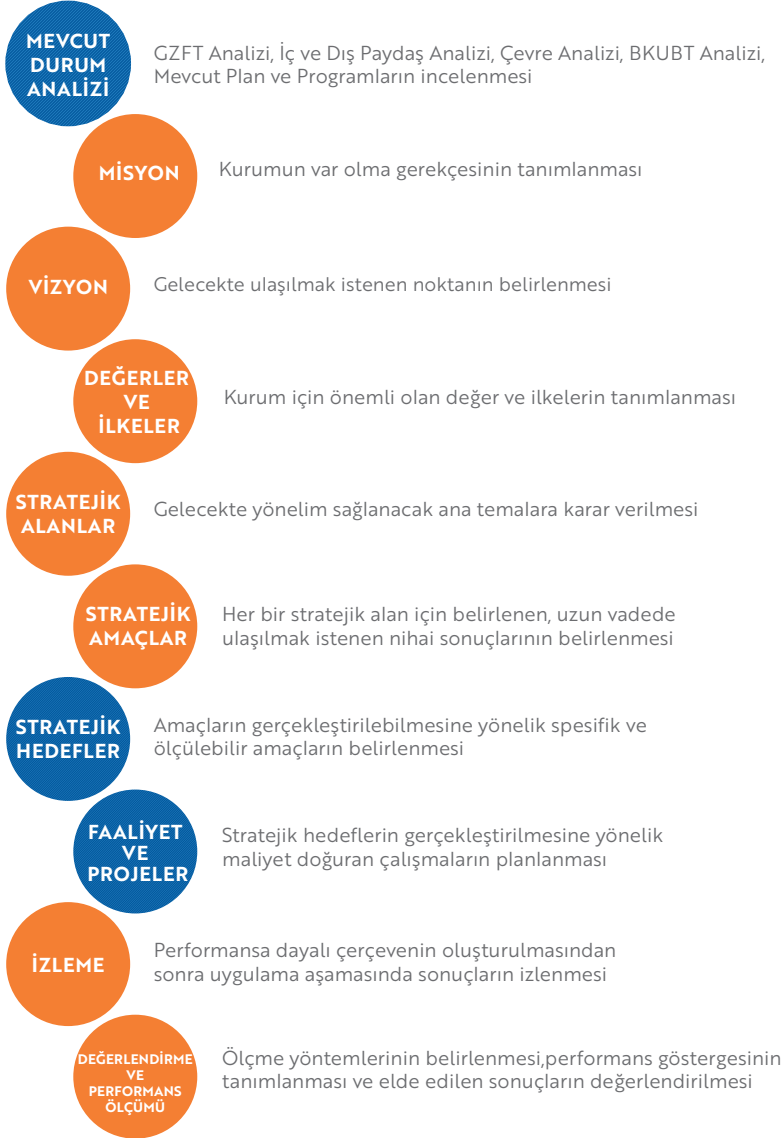 MEVCUT
DURUM
ANALİZİ
GZFT Analizi, İç ve Dış Paydaş Analizi, Çevre Analizi, BKUBT Analizi,
Mevcut Plan ve Programların incelenmesi
MİSYON
Kurumun var olma gerekçesinin tanımlanması
VİZYON
Gelecekte ulaşılmak istenen noktanın belirlenmesi
DEĞERLER
VE
İLKELER
Kurum için önemli olan değer ve ilkelerin tanımlanması
STRATEJİK
ALANLAR
Gelecekte yönelim sağlanacak ana temalara karar verilmesi
STRATEJİK
AMAÇLAR
Her bir stratejik alan için belirlenen, uzun vadede
ulaşılmak istenen nihai sonuçlarının belirlenmesi
STRATEJİK
HEDEFLER
Amaçların gerçekleştirilebilmesine yönelik spesifik ve
ölçülebilir amaçların belirlenmesi
FAALİYET
VE
PROJELER
Stratejik hedeflerin gerçekleştirilmesine yönelik
maliyet doğuran çalışmaların planlanması
İZLEME
Performansa dayalı çerçevenin oluşturulmasından
sonra uygulama aşamasında sonuçların izlenmesi
DEĞERLENDİRME
VE
PERFORMANS
ÖLÇÜMÜ
Ölçme yöntemlerinin belirlenmesi,performans göstergesinin
tanımlanması ve elde edilen sonuçların değerlendirilmesi